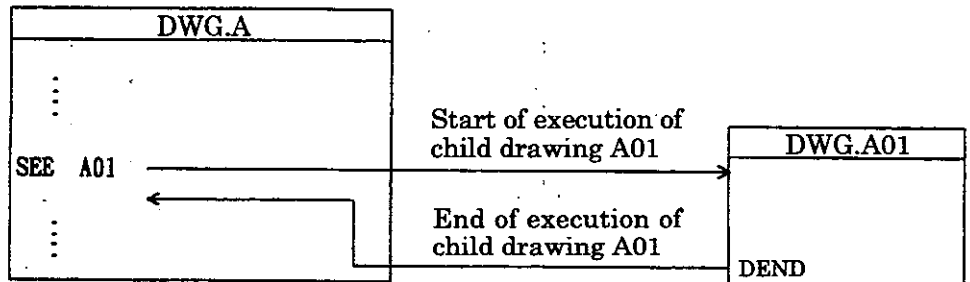 DWG.A
SEE A01
Start of execution of
child drawing A01
DWG.A01
End of execution of
child drawing A01
DEND